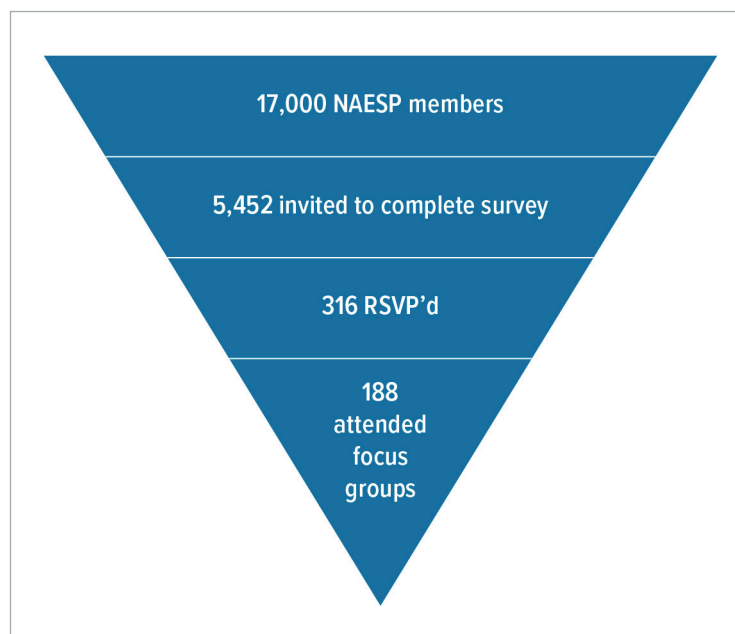 17,000 NAESP members
5,452 invited to complete survey
316 RSVP’d
188
attended
focus
groups